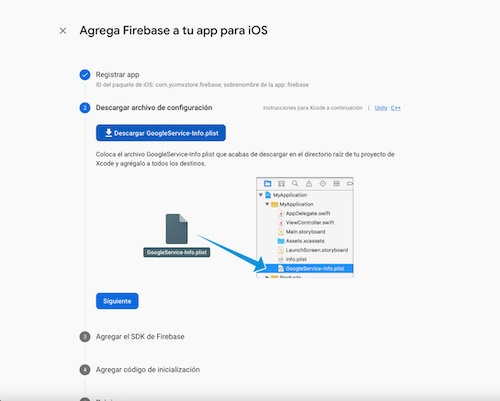 Agrega Firebase a tu app para iOS
Registrar app
ID del paquete de iOS: com.yuimxstore.firebase; sobrenombre de la app: firebase
2 Descargar archivo de configuración
Instrucciones para Xcode a continuación | Unity C++
Descargar GoogleService-Info.plist
Coloca el archivo GoogleService-Info.plist que acabas de descargar en el directorio raíz de tu proyecto de
Xcode y agrégalo a todos los destinos.
MyApplication
MyApplication
AppDelegate.swift
ViewController.swift
Main.storyboard
Assets.xcassets
LaunchScreen.storyboard
Info.plist
GoogleService-Info.plist
Products
GoogleService-Info.plist
Siguiente
3 Agregar el SDK de Firebase
4 Agregar código de inicialización